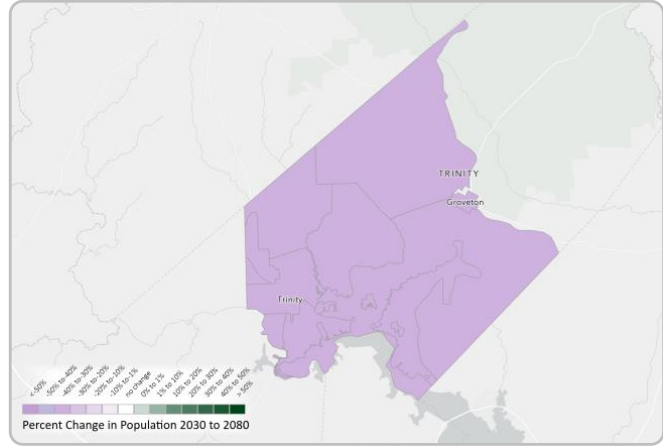 TRINITY
Groveton
Trinity
<-50%
-50% to -40%
-40% to -30%
-30% to -20%
-20% to -10%
-10% to -1%
no change
0% to 1%
1% to 10%
10% to 20%
20% to 30%
30% to 40%
40% to 50%
> 50%
Percent Change in Population 2030 to 2080